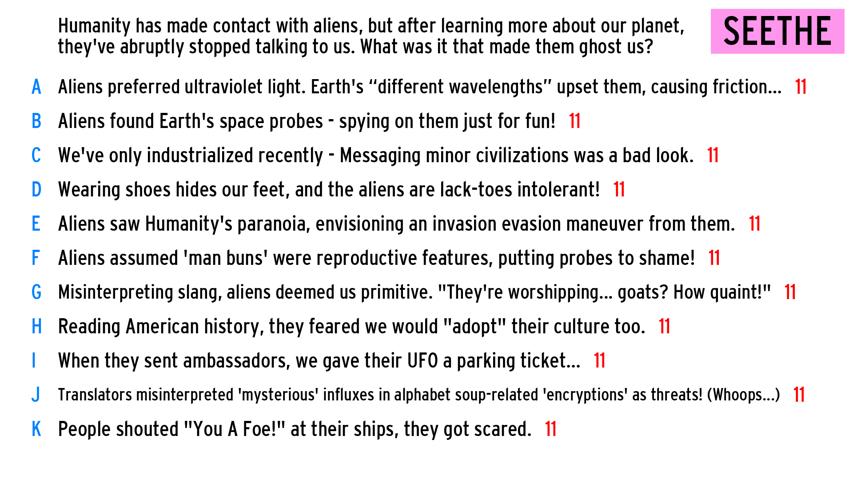 Humanity has made contact with aliens, but after learning more about our planet,
they've abruptly stopped talking to us. What was it that made them ghost us?
SEETHE
A Aliens preferred ultraviolet light. Earth's “different wavelengths” upset them, causing friction... 11
B Aliens found Earth's space probes - spying on them just for fun! 11
C We've only industrialized recently - Messaging minor civilizations was a bad look. 11
D Wearing shoes hides our feet, and the aliens are lack-toes intolerant! 11
E Aliens saw Humanity's paranoia, envisioning an invasion evasion maneuver from them. 11
F Aliens assumed 'man buns' were reproductive features, putting probes to shame! 11
G Misinterpreting slang, aliens deemed us primitive. "They're worshipping... goats? How quaint!" 11
H Reading American history, they feared we would "adopt" their culture too. 11
I When they sent ambassadors, we gave their UFO a parking ticket... 11
J Translators misinterpreted 'mysterious' influxes in alphabet soup-related 'encryptions' as threats! (Whoops...) 11
K People shouted "You A Foe!" at their ships, they got scared. 11